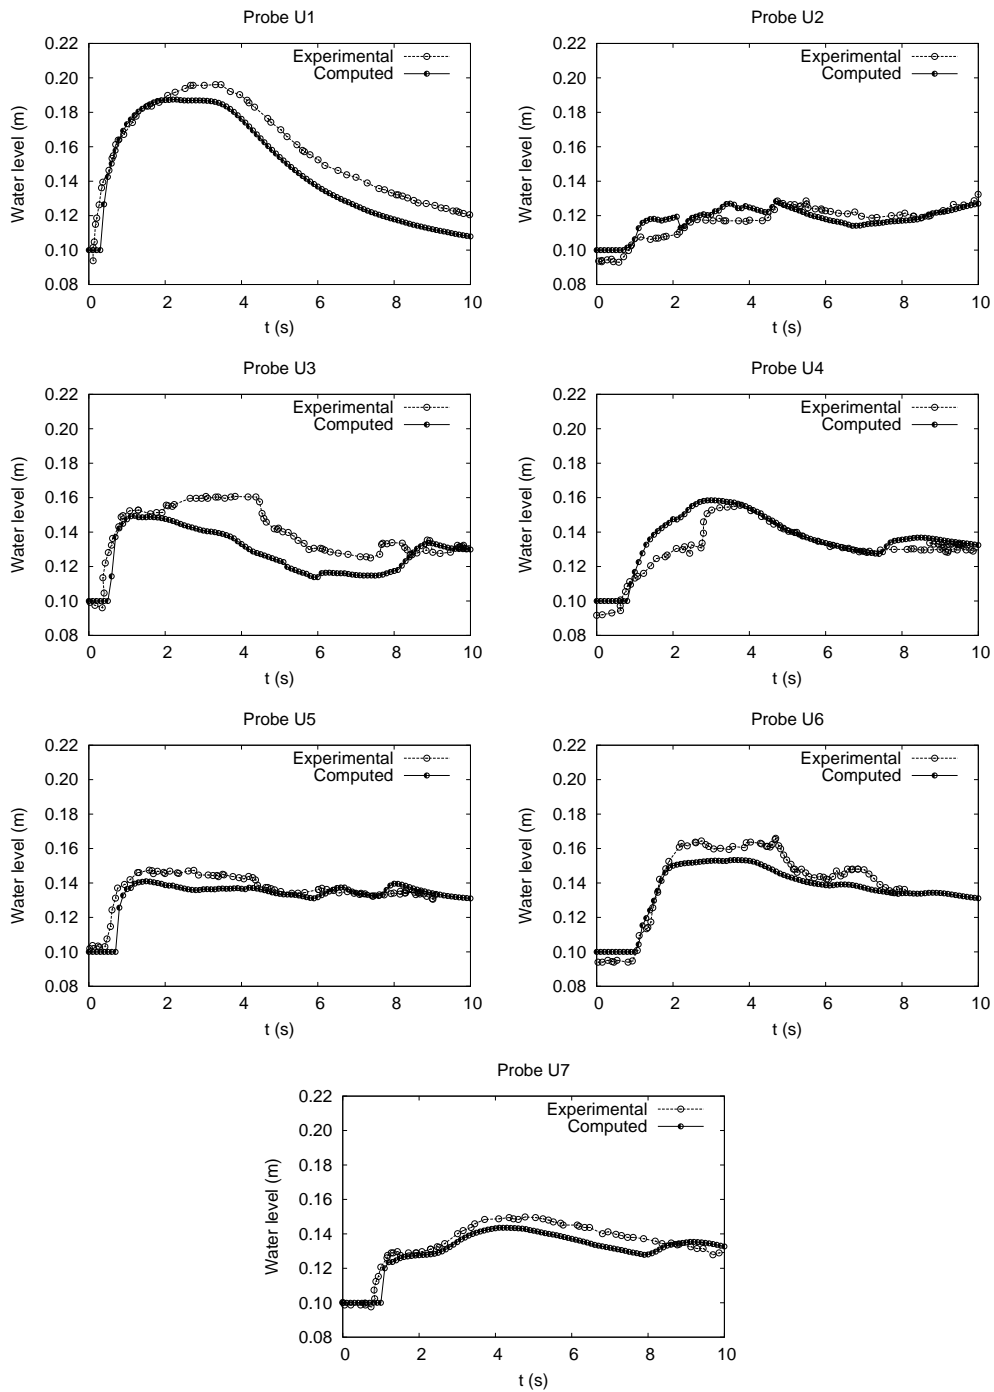 Probe U1
Water level (m)
0.22
0.20
0.18
0.16
0.14
0.12
0.10
0.08
Experimental
Computed
0 2 4 6 8 10
t (s)
Probe U2
Water level (m)
0.22
0.20
0.18
0.16
0.14
0.12
0.10
0.08
Experimental
Computed
0 2 4 6 8 10
t (s)
Probe U3
Water level (m)
0.22
0.20
0.18
0.16
0.14
0.12
0.10
0.08
Experimental
Computed
0 2 4 6 8 10
t (s)
Probe U4
Water level (m)
0.22
0.20
0.18
0.16
0.14
0.12
0.10
0.08
Experimental
Computed
0 2 4 6 8 10
t (s)
Probe U5
Water level (m)
0.22
0.20
0.18
0.16
0.14
0.12
0.10
0.08
Experimental
Computed
0 2 4 6 8 10
t (s)
Probe U6
Water level (m)
0.22
0.20
0.18
0.16
0.14
0.12
0.10
0.08
Experimental
Computed
0 2 4 6 8 10
t (s)
Probe U7
Water level (m)
0.22
0.20
0.18
0.16
0.14
0.12
0.10
0.08
Experimental
Computed
0 2 4 6 8 10
t (s)